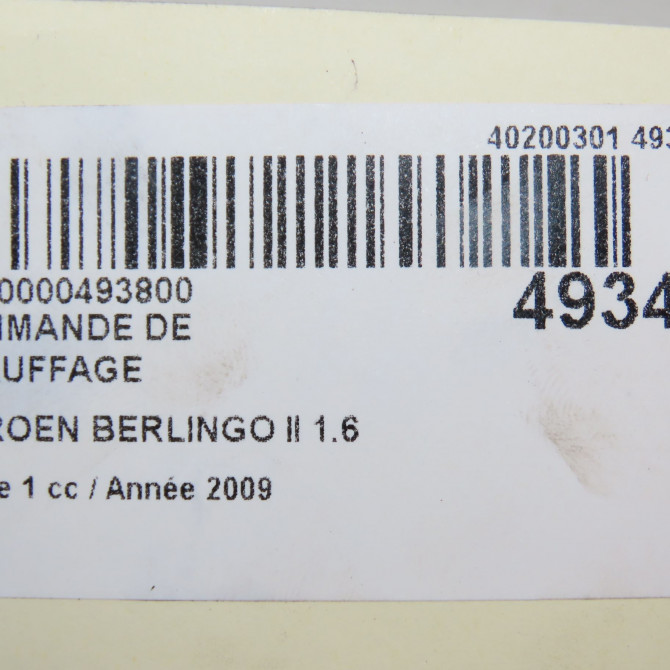 40200301 493
0000493800
4934
MMANDE DE
UFFAGE
ROEN BERLINGO II 1.6
e 1 cc / Année 2009